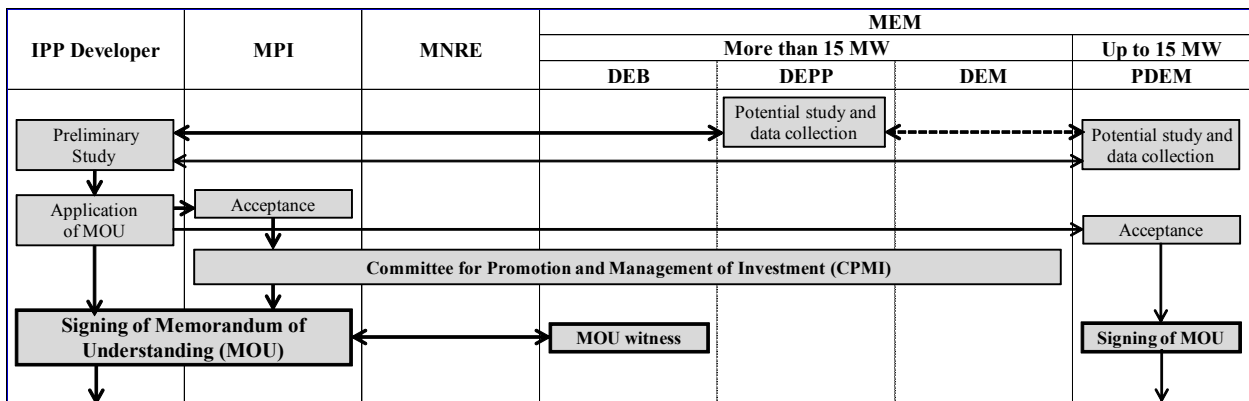 MEM
IPP Developer
MPI
MNRE
More than 15 MW
Up to 15 MW
DEB
DEPP
DEM
PDEM
Potential study and
data collection
Preliminary
Study
Potential study and
data collection
Application
of MOU
Acceptance
Acceptance
Committee for Promotion and Management of Investment (CPMI)
Signing of Memorandum of
Understanding (MOU)
MOU witness
Signing of MOU